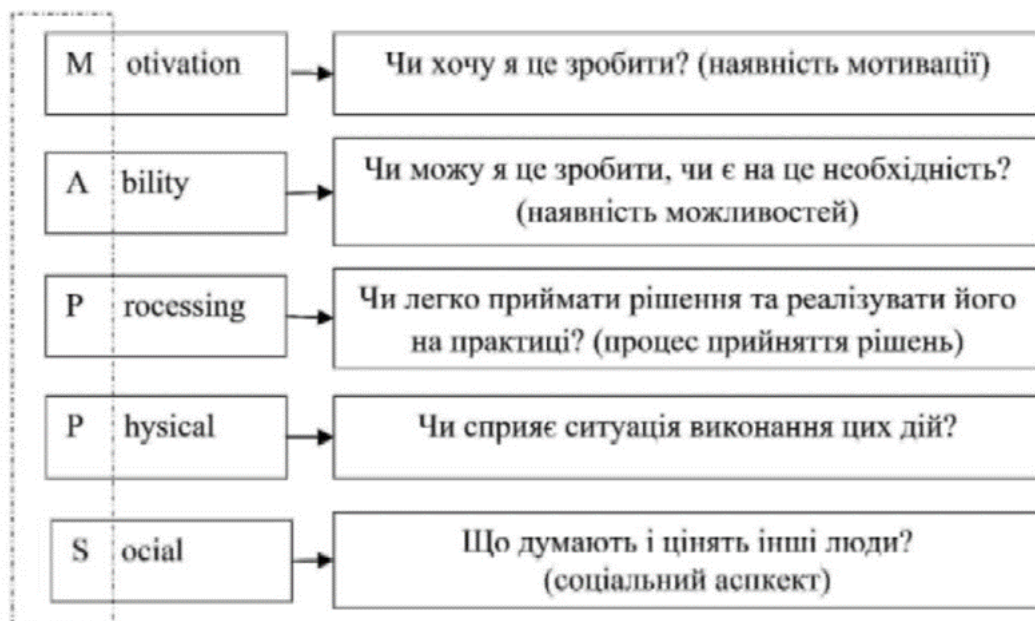 M otivation
Чи хочу я це зробити? (наявність мотивації)
A bility
Чи можу я це зробити, чи є на це необхідність?
(наявність можливостей)
P rocessing
Чи легко приймати рішення та реалізувати його
на практиці? (процес прийняття рішень)
P hysical
Чи сприяє ситуація виконання цих дій?
S ocial
Що думають і цінять інші люди?
(соціальний аспкект)